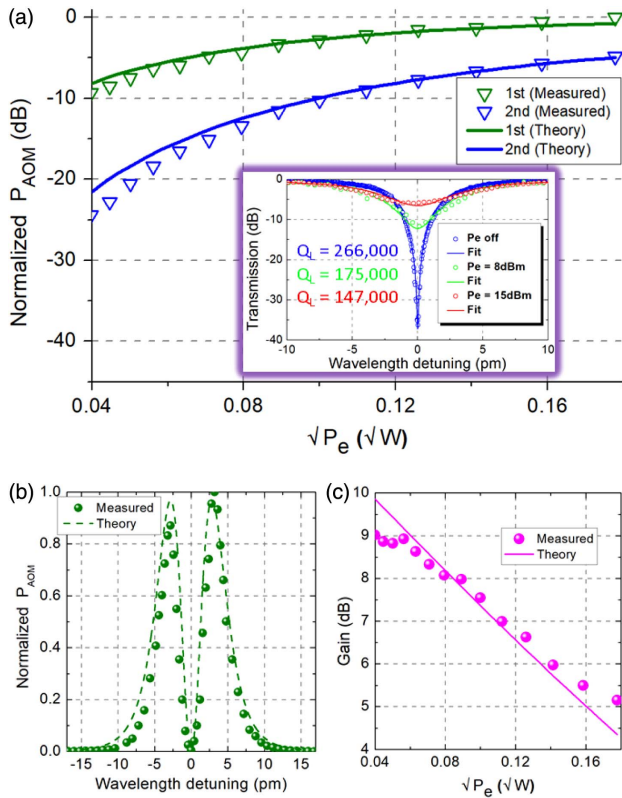 (a)
0
-10
-20
-30
-40
Normalized P_AOM (dB)
1st (Measured)
2nd (Measured)
1st (Theory)
2nd (Theory)
0
-10
-20
-30
-40
Transmission (dB)
Q_L = 266,000
Q_L = 175,000
Q_L = 147,000
Pe off
Fit
Pe = 8dBm
Fit
Pe = 15dBm
Fit
-10 -5 0 5 10
Wavelength detuning (pm)
0.04 0.08 0.12 0.16
√P_e (√W)
(b)
1.0
0.8
0.6
0.4
0.2
0.0
Normalized P_AOM
Measured
Theory
-15 -10 -5 0 5 10 15
Wavelength detuning (pm)
(c)
10
9
8
7
6
5
4
Gain (dB)
Measured
Theory
0.04 0.08 0.12 0.16
√P_e (√W)